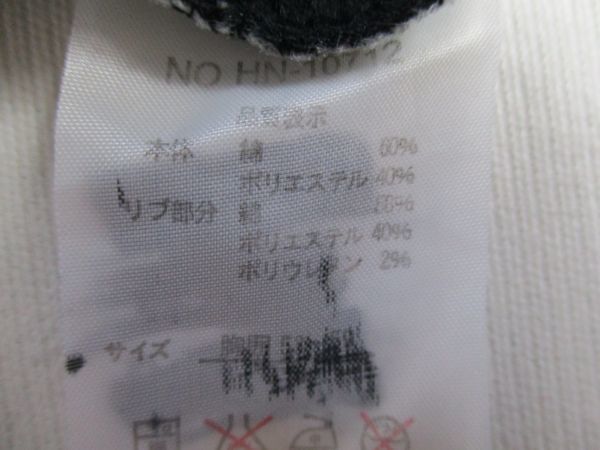 NO HN-10712
品質表示
本体 綿 60%
ポリエステル 40%
リブ部分 綿
ポリエステル 40%
ポリウレタン 2%
サイズ 胸囲